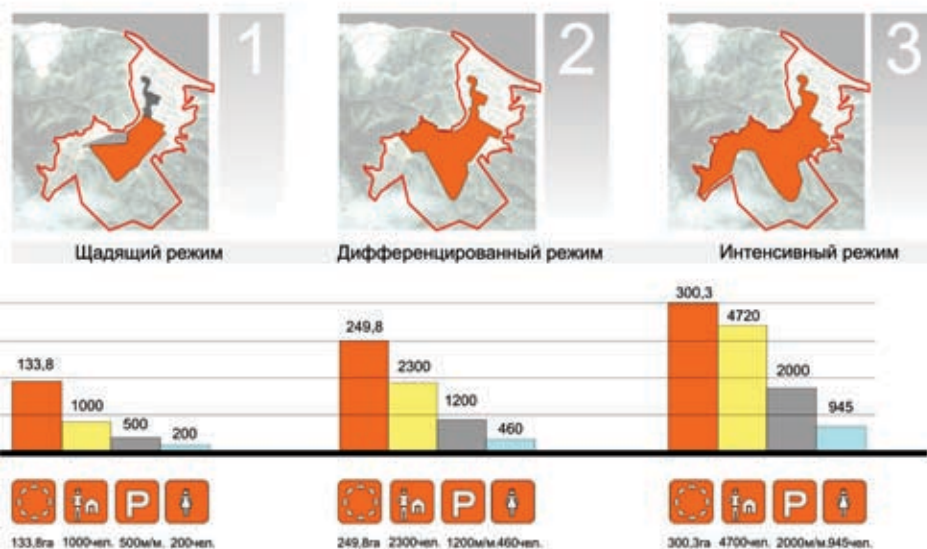 1
2
3
Щадящий режим
Дифференцированный режим
Интенсивный режим
133,8
1000
500
200
249,8
2300
1200
460
300,3
4720
2000
945
P
P
P
133,8га 1000чел. 500м/м. 200чел.
249,8га 2300чел. 1200м/м.460чел.
300,3га 4700чел. 2000м/м.945чел.